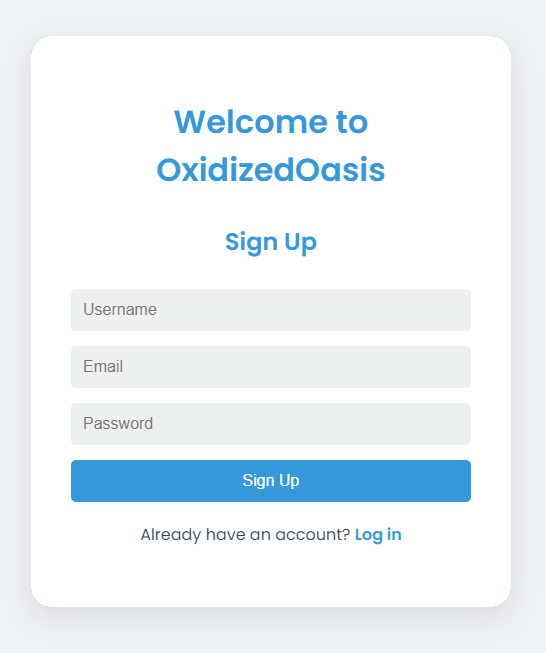 Welcome to
OxidizedOasis
Sign Up
Username
Email
Password
Sign Up
Already have an account? Log in